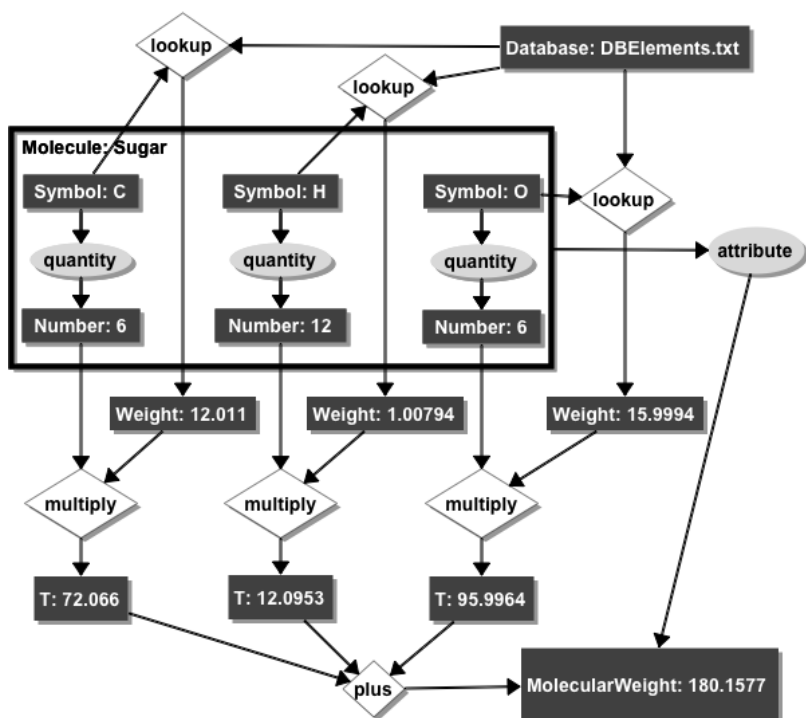 lookup
Database: DBElements.txt
lookup
Molecule: Sugar
Symbol: C
Symbol: H
Symbol: O
lookup
quantity
quantity
quantity
attribute
Number: 6
Number: 12
Number: 6
Weight: 12.011
Weight: 1.00794
Weight: 15.9994
multiply
multiply
multiply
T: 72.066
T: 12.0953
T: 95.9964
plus
MolecularWeight: 180.1577